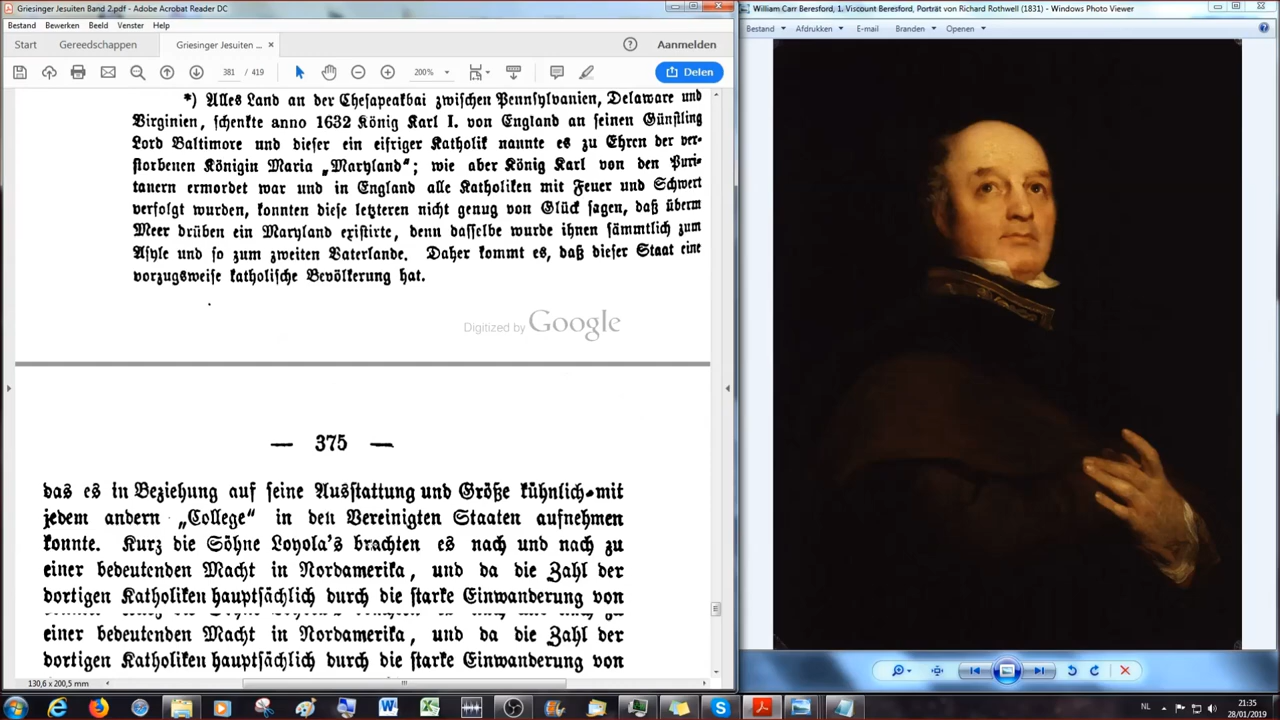 Griesinger Jesuiten Band 2.pdf - Adobe Acrobat Reader DC
Bestand Bewerken Beeld Venster Help
Start Gereedschappen Griesinger Jesuiten ... × Aanmelden
381 / 419 200% Delen
*) Alles Land an der Chesapeakbai zwischen Pennsylvanien, Delaware und
Virginien, schenkte anno 1632 König Karl I. von England an seinen Günstling
Lord Baltimore und dieser ein eifriger Katholik nannte es zu Ehren der ver-
storbenen Königin Maria „Maryland“; wie aber König Karl von den Puri-
tanern ermordet war und in England alle Katholiken mit Feuer und Schwert
verfolgt wurden, konnten diese letzteren nicht genug von Glück sagen, daß überm
Meer drüben ein Maryland existirte, denn dasselbe wurde ihnen sämmtlich zum
Asyle und so zum zweiten Vaterlande. Daher kommt es, daß dieser Staat eine
vorzugsweise katholische Bevölkerung hat.
Digitized by Google
— 375 —
das es in Beziehung auf seine Ausstattung und Größe kühnlich mit
jedem andern „College“ in den Vereinigten Staaten aufnehmen
konnte. Kurz die Söhne Loyola's brachten es nach und nach zu
einer bedeutenden Macht in Nordamerika, und da die Zahl der
dortigen Katholiken hauptsächlich durch die starke Einwanderung von
einer bedeutenden Macht in Nordamerika, und da die Zahl der
dortigen Katholiken hauptsächlich durch die starke Einwanderung von
130,6 x 200,5 mm
William Carr Beresford, 1. Viscount Beresford, Porträt von Richard Rothwell (1831) - Windows Photo Viewer
Bestand Afdrukken E-mail Branden Openen
NL
21:35
28/01/2019